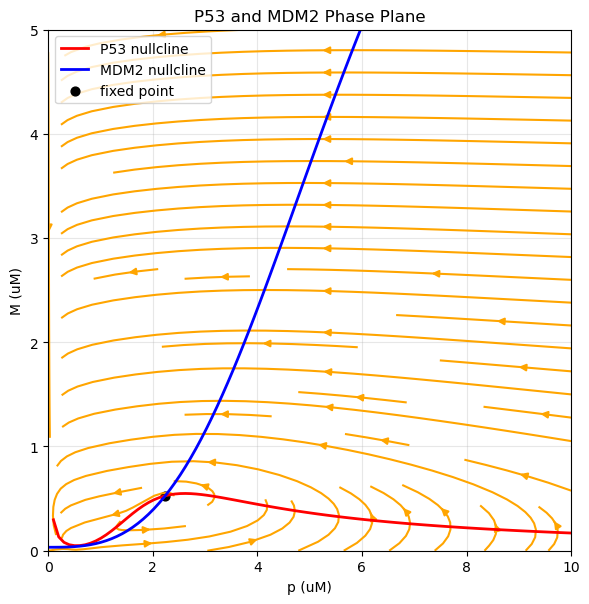 P53 and MDM2 Phase Plane
P53 nullcline
MDM2 nullcline
fixed point
5
4
3
2
1
0
M (uM)
0 2 4 6 8 10
p (uM)